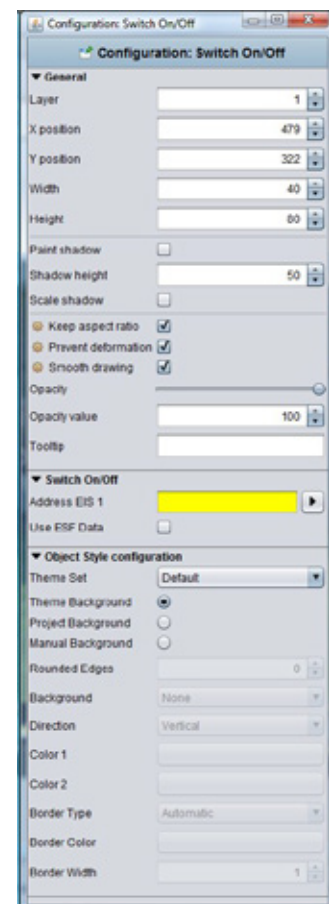 Configuration: Switch On/Off
Configuration: Switch On/Off
General
Layer 1
X position 479
Y position 322
Width 40
Height 80
Paint shadow
Shadow height 50
Scale shadow
Keep aspect ratio
Prevent deformation
Smooth drawing
Opacity
Opacity value 100
Tooltip
Switch On/Off
Address EIS 1
Use ESF Data
Object Style configuration
Theme Set Default
Theme Background
Project Background
Manual Background
Rounded Edges 0
Background None
Direction Vertical
Color 1
Color 2
Border Type Automatic
Border Color
Border Width 1